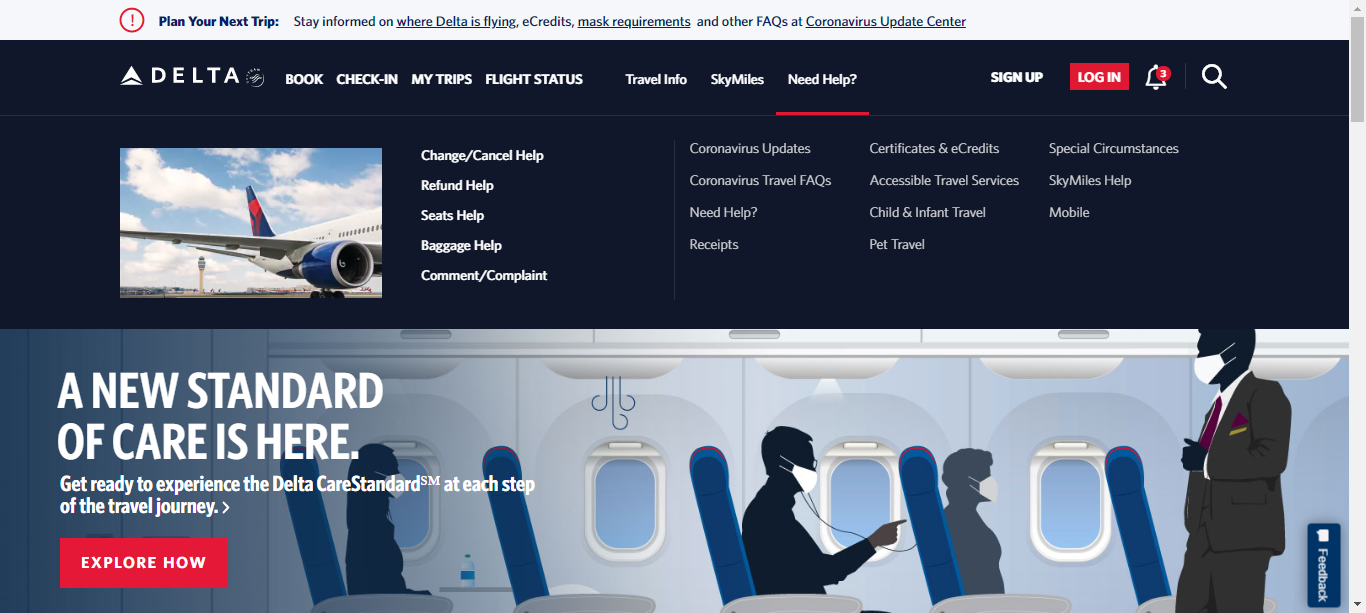 Plan Your Next Trip: Stay informed on where Delta is flying, eCredits, mask requirements and other FAQs at Coronavirus Update Center
DELTA BOOK CHECK-IN MY TRIPS FLIGHT STATUS Travel Info SkyMiles Need Help? SIGN UP LOG IN 3
Change/Cancel Help
Refund Help
Seats Help
Baggage Help
Comment/Complaint
Coronavirus Updates
Coronavirus Travel FAQs
Need Help?
Receipts
Certificates & eCredits
Accessible Travel Services
Child & Infant Travel
Pet Travel
Special Circumstances
SkyMiles Help
Mobile
A NEW STANDARD
OF CARE IS HERE.
Get ready to experience the Delta CareStandard℠ at each step
of the travel journey. >
EXPLORE HOW
Feedback